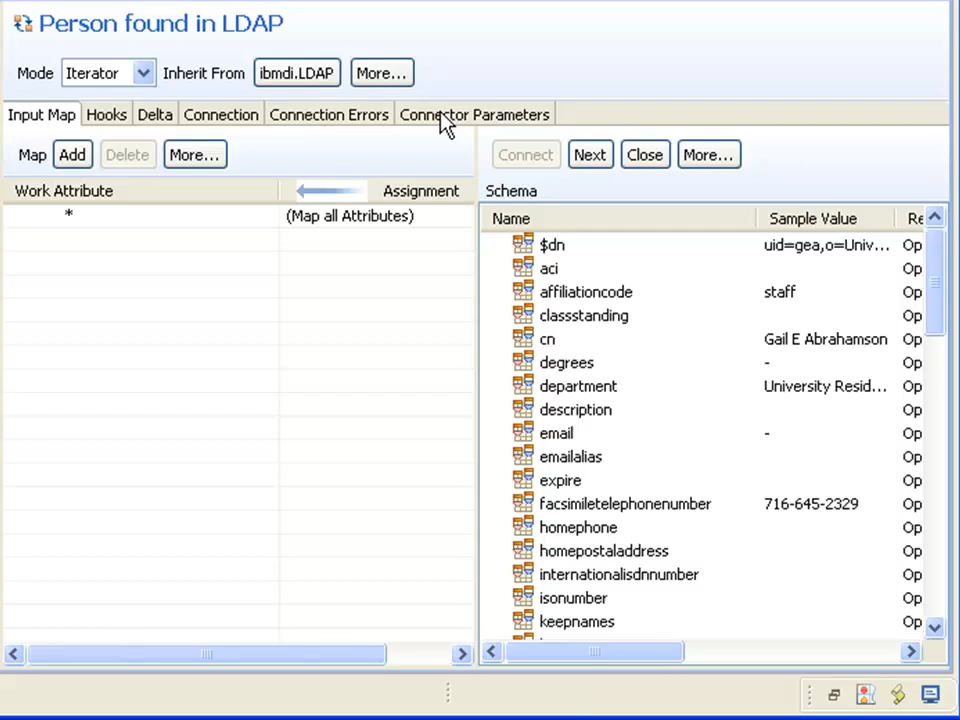 Person found in LDAP
Mode Iterator Inherit From ibmdi.LDAP More...
Input Map Hooks Delta Connection Connection Errors Connector Parameters
Map Add Delete More... Connect Next Close More...
Work Attribute Assignment Schema
* (Map all Attributes)
Name Sample Value Re
$dn uid=gea,o=Univ... Op
aci Op
affiliationcode staff Op
classstanding Op
cn Gail E Abrahamson Op
degrees - Op
department University Resid... Op
description Op
email - Op
emailalias Op
expire Op
facsimiletelephonenumber 716-645-2329 Op
homephone Op
homepostaladdress Op
internationalisdnnumber Op
isonumber Op
keepnames Op